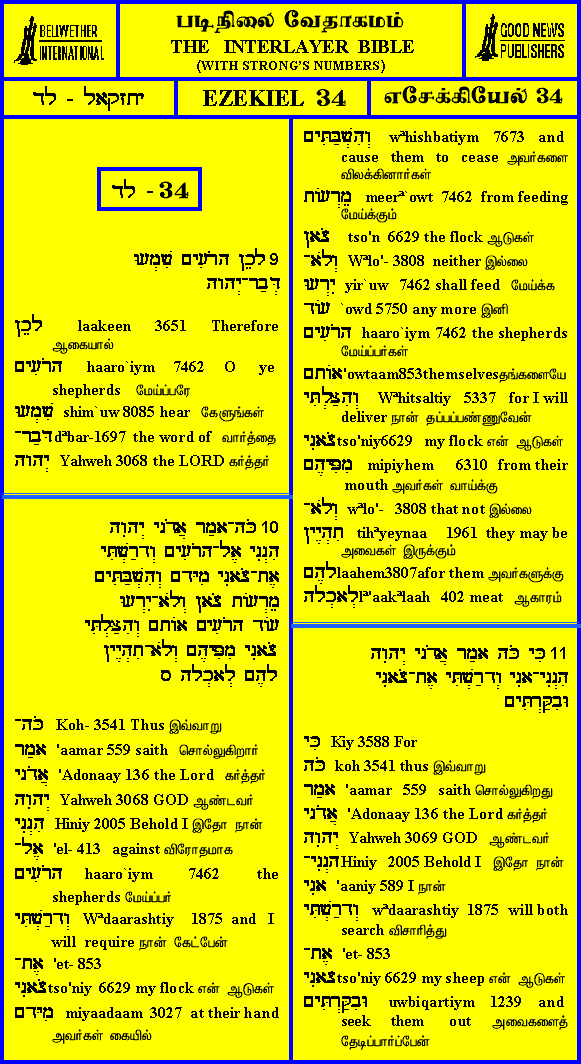 BELLWETHER
INTERNATIONAL
படிநிலை வேதாகமம்
THE INTERLAYER BIBLE
(WITH STRONG'S NUMBERS)
GOOD NEWS
PUBLISHERS
יחזקאל - לד
EZEKIEL 34
எசேக்கியேல் 34
לד - 34
9 לָכֵן הָרֹעִים שִׁמְעוּ
דְּבַר־יְהוָה
לָכֵן laakeen 3651 Therefore
ஆகையால்
הָרֹעִים haaro`iym 7462 O ye
shepherds மேய்ப்பரே
שִׁמְעוּ shim`uw 8085 hear கேளுங்கள்
דְּבַר־ dªbar-1697 the word of வார்த்தை
יְהוָה Yahweh 3068 the LORD கர்த்தர்
10 כֹּה־אָמַר אֲדֹנָי יְהוִה
הִנְנִי אֶל־הָרֹעִים וְדָרַשְׁתִּי
אֶת־צֹאנִי מִיָּדָם וְהִשְׁבַּתִּים
מֵרְעוֹת צֹאן וְלֹא־יִרְעוּ
עוֹד הָרֹעִים אוֹתָם וְהִצַּלְתִּי
צֹאנִי מִפִּיהֶם וְלֹא־תִהְיֶיןָ
לָהֶם לְאָכְלָה ס
כֹּה־ Koh- 3541 Thus இவ்வாறு
אָמַר 'aamar 559 saith சொல்லுகிறார்
אֲדֹנָי 'Adonaay 136 the Lord கர்த்தர்
יְהוִה Yahweh 3068 GOD ஆண்டவர்
הִנְנִי Hiniy 2005 Behold I இதோ நான்
אֶל־ 'el- 413 against விரோதமாக
הָרֹעִים haaro`iym 7462 the
shepherds மேய்ப்பர்
וְדָרַשְׁתִּי Wªdaarashtiy 1875 and I
will require நான் கேட்பேன்
אֶת־ 'et- 853
צֹאנִי tso'niy 6629 my flock என் ஆடுகள்
מִיָּדָם miyaadaam 3027 at their hand
அவர்கள் கையில்
וְהִשְׁבַּתִּים wªhishbatiym 7673 and
cause them to cease அவர்களை
விலக்கினார்கள்
מֵרְעוֹת meerª`owt 7462 from feeding
மேய்க்கும்
צֹאן tso'n 6629 the flock ஆடுகள்
וְלֹא־ Wªlo'- 3808 neither இல்லை
יִרְעוּ yir`uw 7462 shall feed மேய்க்க
עוֹד `owd 5750 any more இனி
הָרֹעִים haaro`iym 7462 the shepherds
மேய்ப்பர்கள்
אוֹתָם 'owtaam853themselvesதங்களையே
וְהִצַּלְתִּי Wªhitsaltiy 5337 for I will
deliver நான் தப்பப்பண்ணுவேன்
צֹאנִי tso'niy6629 my flock என் ஆடுகள்
מִפִּיהֶם mipiyhem 6310 from their
mouth அவர்கள் வாய்க்கு
וְלֹא־ wªlo'- 3808 that not இல்லை
תִהְיֶיןָ tihªyeynaa 1961 they may be
அவைகள் இருக்கும்
לָהֶם laahem3807afor them அவர்களுக்கு
לְאָכְלָה lª'aakªlaah 402 meat ஆகாரம்
11 כִּי כֹּה אָמַר אֲדֹנָי יְהוִה
הִנְנִי־אָנִי וְדָרַשְׁתִּי אֶת־צֹאנִי
וּבִקַּרְתִּים
כִּי Kiy 3588 For
כֹּה koh 3541 thus இவ்வாறு
אָמַר 'aamar 559 saith சொல்லுகிறது
אֲדֹנָי 'Adonaay 136 the Lord கர்த்தர்
יְהוִה Yahweh 3069 GOD ஆண்டவர்
הִנְנִי־ Hiniy 2005 Behold I இதோ நான்
אָנִי 'aaniy 589 I நான்
וְדָרַשְׁתִּי wªdaarashtiy 1875 will both
search விசாரித்து
אֶת־ 'et- 853
צֹאנִי tso'niy 6629 my sheep என் ஆடுகள்
וּבִקַּרְתִּים uwbiqartiym 1239 and
seek them out அவைகளைத்
தேடிப்பார்ப்பேன்